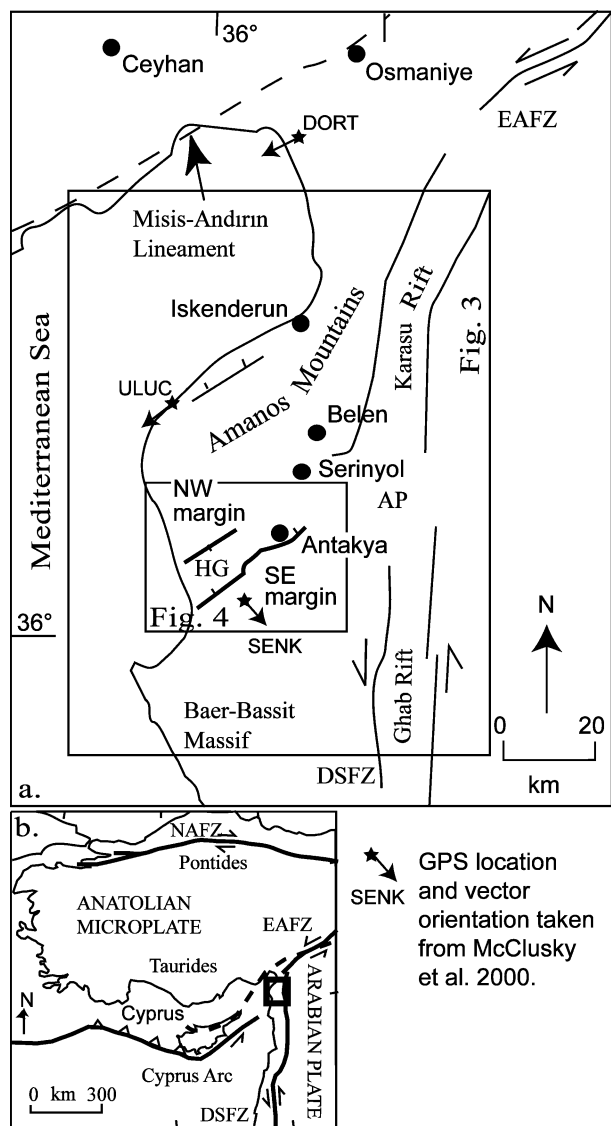 36°
Ceyhan
Osmaniye
EAFZ
DORT
Misis-Andırın
Lineament
Iskenderun
Amanos Mountains
Karasu Rift
Fig. 3
Mediterranean Sea
ULUC
Belen
Serinyol
NW
margin
AP
Antakya
HG
SE
margin
Fig. 4
SENK
36°
N
Baer-Bassit
Massif
Ghab Rift
0 20
km
DSFZ
a.
b.
NAFZ
Pontides
ANATOLIAN
MICROPLATE
EAFZ
Taurides
ARABIAN PLATE
N
Cyprus
Cyprus Arc
0 km 300
DSFZ
SENK
GPS location
and vector
orientation taken
from McClusky
et al. 2000.